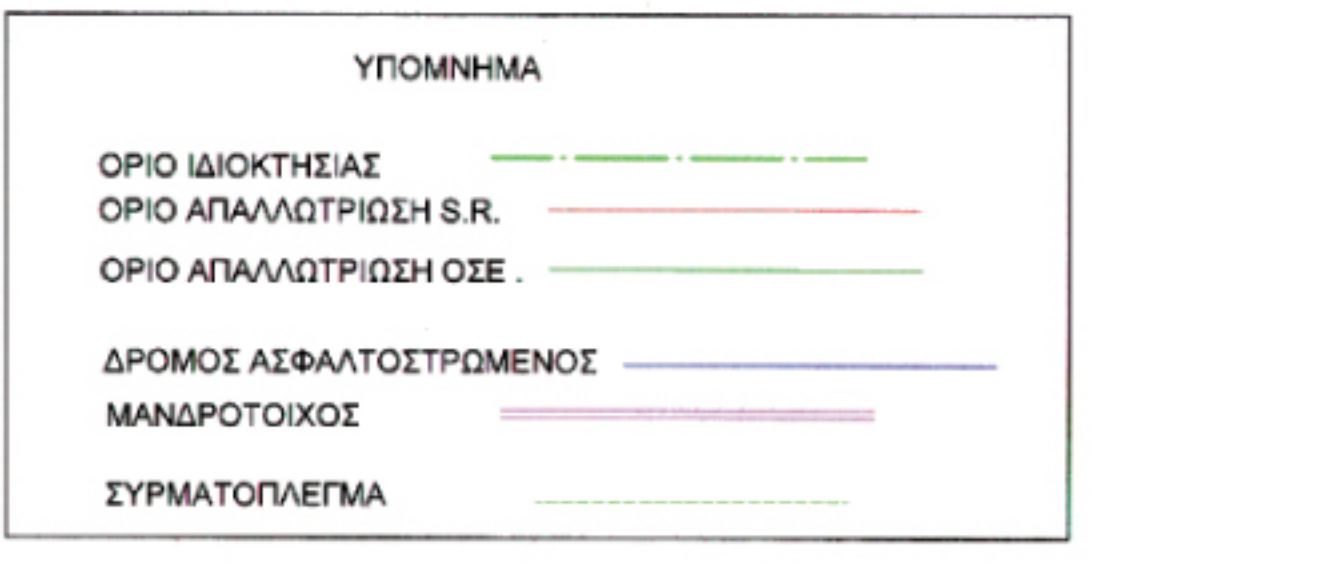 ΥΠΟΜΝΗΜΑ
ΟΡΙΟ ΙΔΙΟΚΤΗΣΙΑΣ
ΟΡΙΟ ΑΠΑΛΛΩΤΡΙΩΣΗ S.R.
ΟΡΙΟ ΑΠΑΛΛΩΤΡΙΩΣΗ ΟΣΕ .
ΔΡΟΜΟΣ ΑΣΦΑΛΤΟΣΤΡΩΜΕΝΟΣ
ΜΑΝΔΡΟΤΟΙΧΟΣ
ΣΥΡΜΑΤΟΠΛΕΓΜΑ